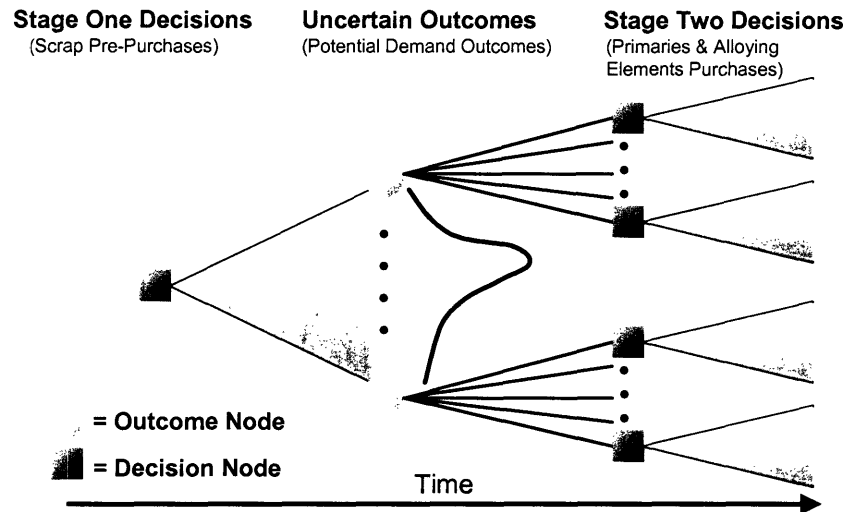 Stage One Decisions
(Scrap Pre-Purchases)
Uncertain Outcomes
(Potential Demand Outcomes)
Stage Two Decisions
(Primaries & Alloying
Elements Purchases)
= Outcome Node
= Decision Node
Time